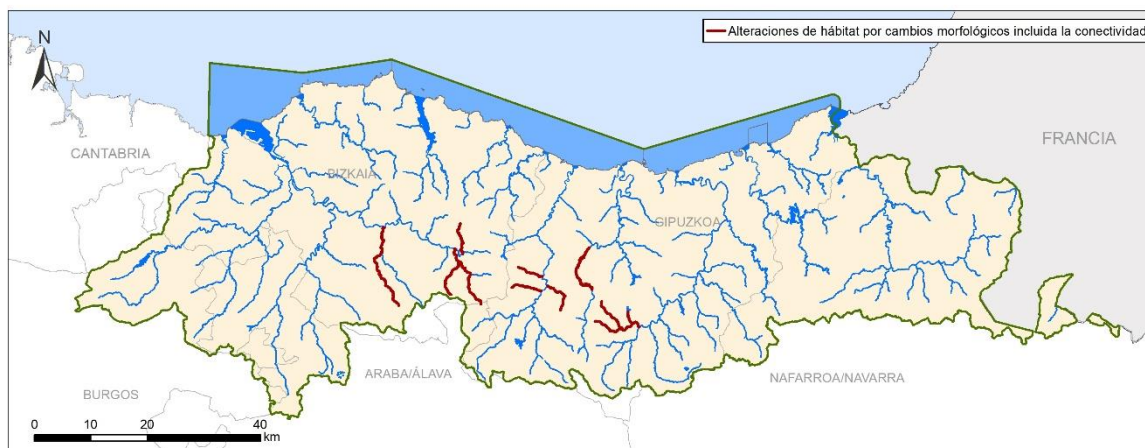 Alteraciones de hábitat por cambios morfológicos incluida la conectividad
N
FRANCIA
CANTABRIA
BIZKAIA
GIPUZKOA
ARABA/ÁLAVA
NAFARROA/NAVARRA
BURGOS
0 10 20 40
km